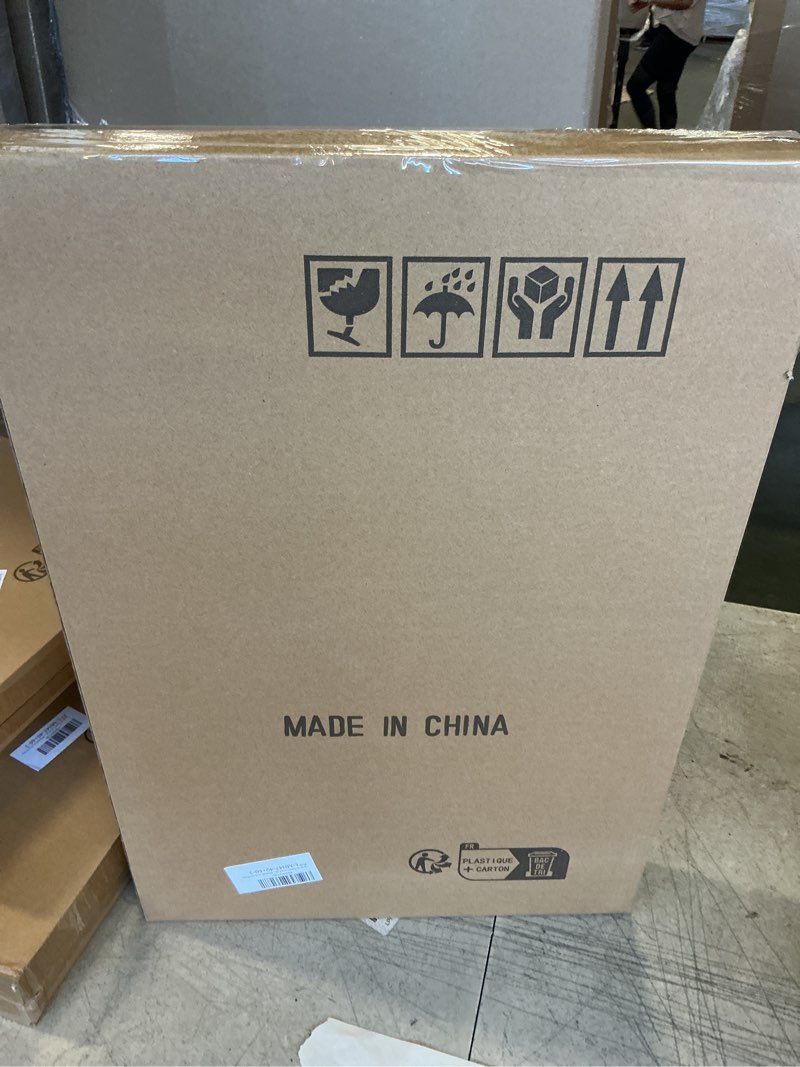 MADE IN CHINA
FR
PLASTIQUE
+ CARTON
BAC
DE
TRI